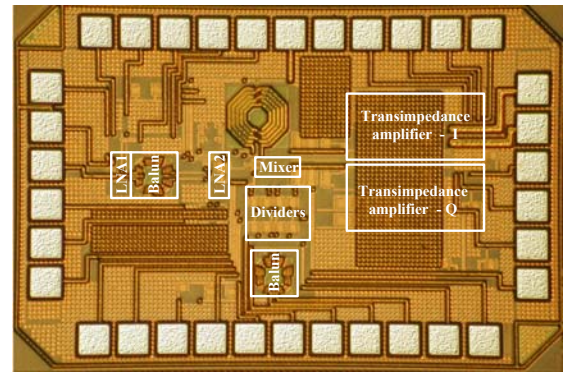 Transimpedance
amplifier - I
LNA1
Balun
LNA2
Mixer
Transimpedance
amplifier - Q
Dividers
Balun